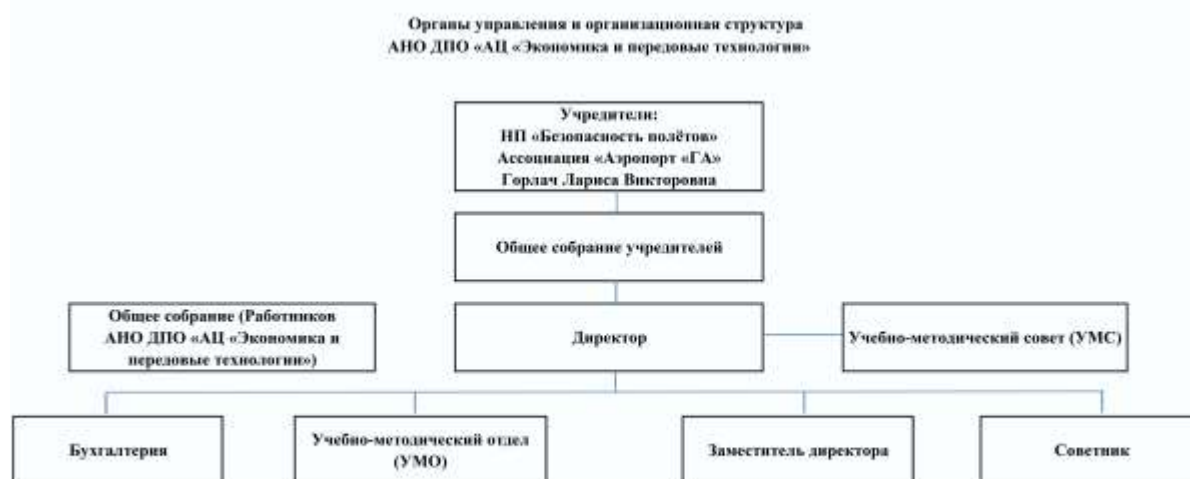 Органы управления и организационная структура
АНО ДПО «АЦ «Экономика и передовые технологии»
Учредители:
НП «Безопасность полётов»
Ассоциация «Аэропорт «ГА»
Горлач Лариса Викторовна
Общее собрание учредителей
Общее собрание (Работников
АНО ДПО «АЦ «Экономика и
передовые технологии»)
Директор
Учебно-методический совет (УМС)
Бухгалтерия
Учебно-методический отдел
(УМО)
Заместитель директора
Советник